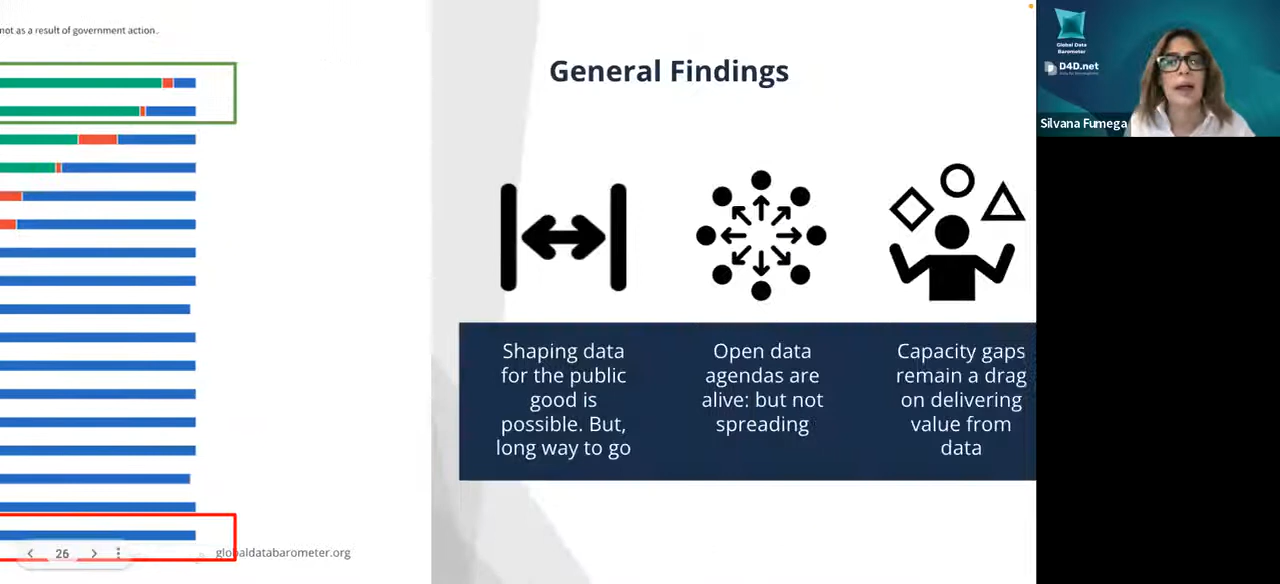 not as a result of government action.
26
globaldatabarometer.org
General Findings
Shaping data
for the public
good is
possible. But,
long way to go
Open data
agendas are
alive: but not
spreading
Capacity gaps
remain a drag
on delivering
value from
data
Global Data
Barometer
D4D.net
Silvana Fumega